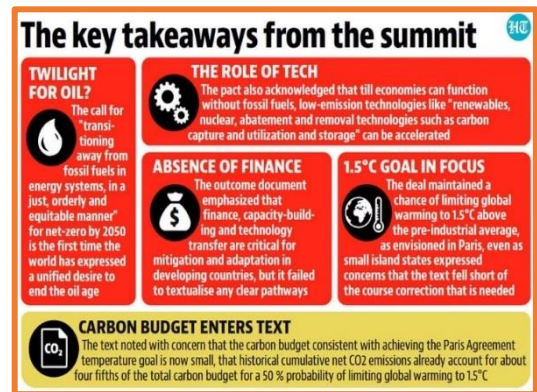 The key takeaways from the summit
HT
TWILIGHT
FOR OIL?
The call for
"transi-
tioning
away from
fossil fuels in
energy systems, in a
just, orderly and
equitable manner"
for net-zero by 2050
is the first time the
world has expressed
a unified desire to
end the oil age
THE ROLE OF TECH
The pact also acknowledged that till economies can function
without fossil fuels, low-emission technologies like "renewables,
nuclear, abatement and removal technologies such as carbon
capture and utilization and storage" can be accelerated
ABSENCE OF FINANCE
The outcome document
emphasized that
finance, capacity-build-
ing and technology
transfer are critical for
mitigation and adaptation in
developing countries, but it failed
to textualise any clear pathways
$
1.5°C GOAL IN FOCUS
The deal maintained a
chance of limiting global
warming to 1.5°C above
the pre-industrial average,
as envisioned in Paris, even as
small island states expressed
concerns that the text fell short of
the course correction that is needed
CARBON BUDGET ENTERS TEXT
CO₂
The text noted with concern that the carbon budget consistent with achieving the Paris Agreement
temperature goal is now small, that historical cumulative net CO2 emissions already account for about
four fifths of the total carbon budget for a 50 % probability of limiting global warming to 1.5°C